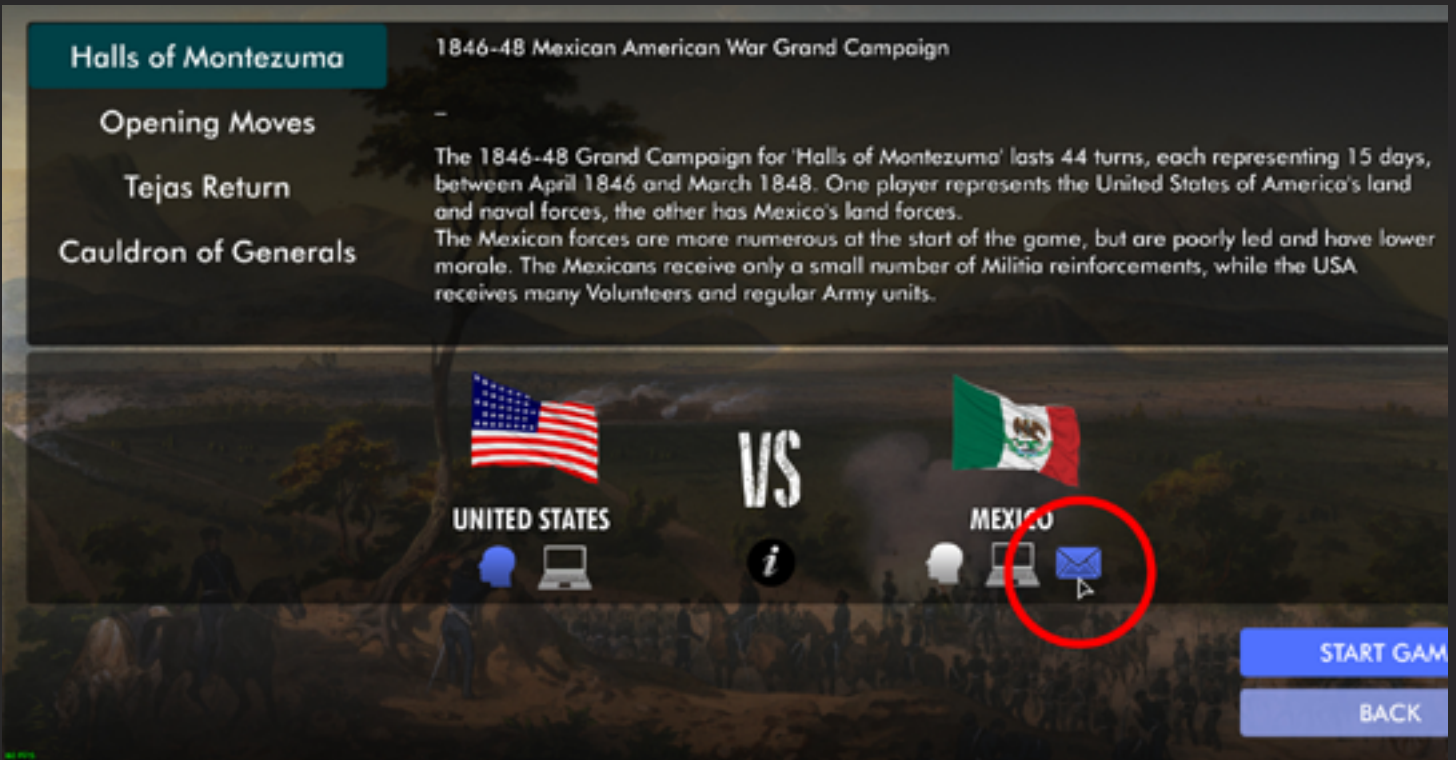 Halls of Montezuma
Opening Moves
Tejas Return
Cauldron of Generals
1846-48 Mexican American War Grand Campaign
–
The 1846-48 Grand Campaign for 'Halls of Montezuma' lasts 44 turns, each representing 15 days,
between April 1846 and March 1848. One player represents the United States of America's land
and naval forces, the other has Mexico's land forces.
The Mexican forces are more numerous at the start of the game, but are poorly led and have lower
morale. The Mexicans receive only a small number of Militia reinforcements, while the USA
receives many Volunteers and regular Army units.
VS
UNITED STATES
MEXICO
i
START GAM
BACK